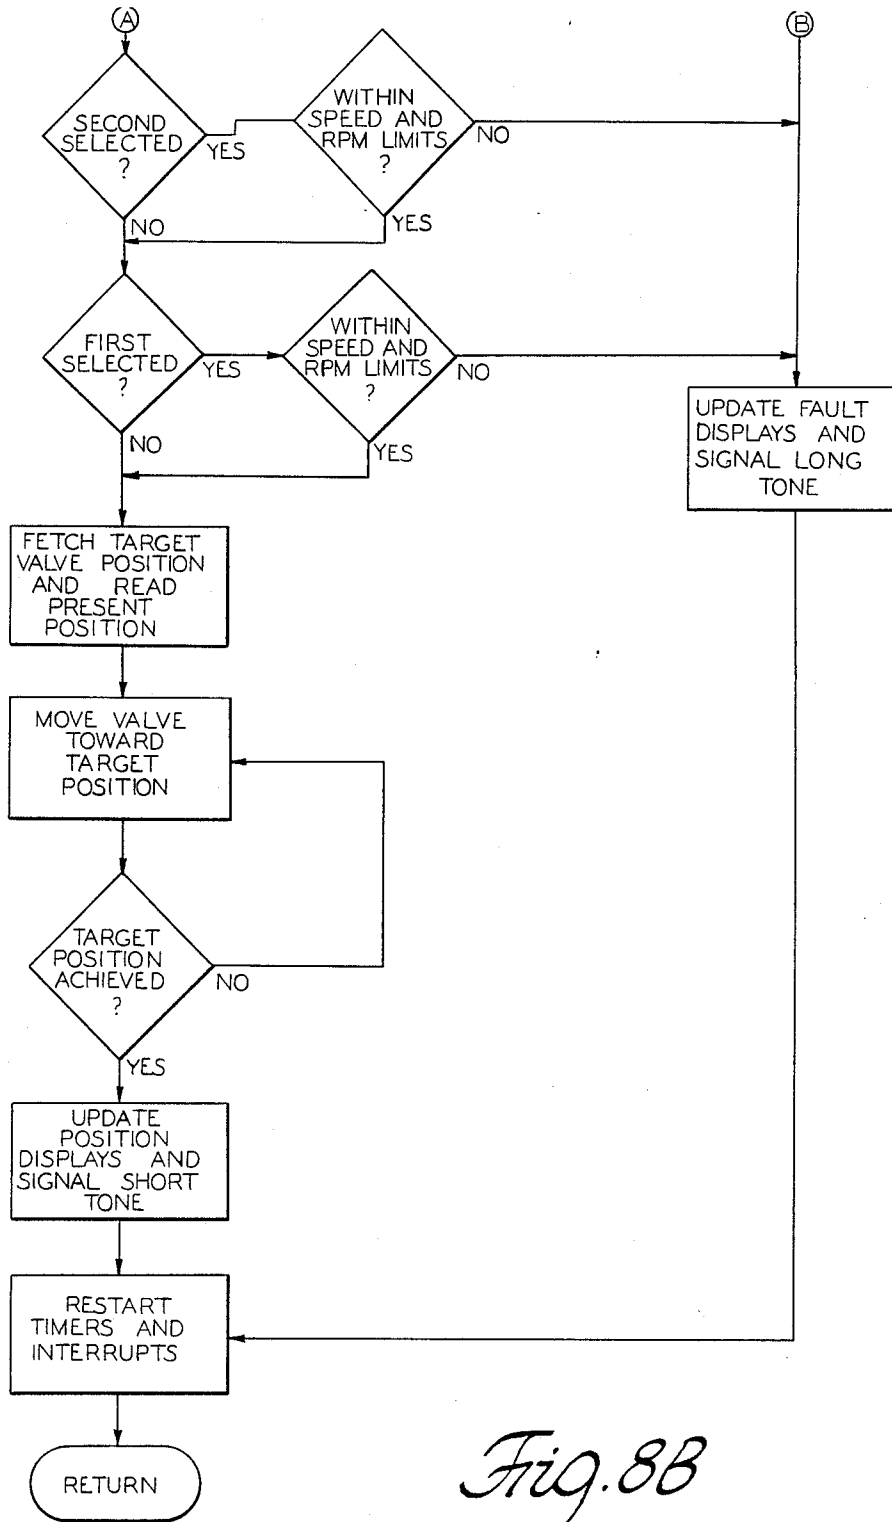 A
B
SECOND
SELECTED
?
YES
NO
WITHIN
SPEED AND
RPM LIMITS
?
NO
YES
FIRST
SELECTED
?
YES
NO
WITHIN
SPEED AND
RPM LIMITS
?
NO
YES
UPDATE FAULT
DISPLAYS AND
SIGNAL LONG
TONE
FETCH TARGET
VALVE POSITION
AND READ
PRESENT
POSITION
MOVE VALVE
TOWARD
TARGET
POSITION
TARGET
POSITION
ACHIEVED
?
NO
YES
UPDATE
POSITION
DISPLAYS AND
SIGNAL SHORT
TONE
RESTART
TIMERS AND
INTERRUPTS
RETURN
Fig. 8B